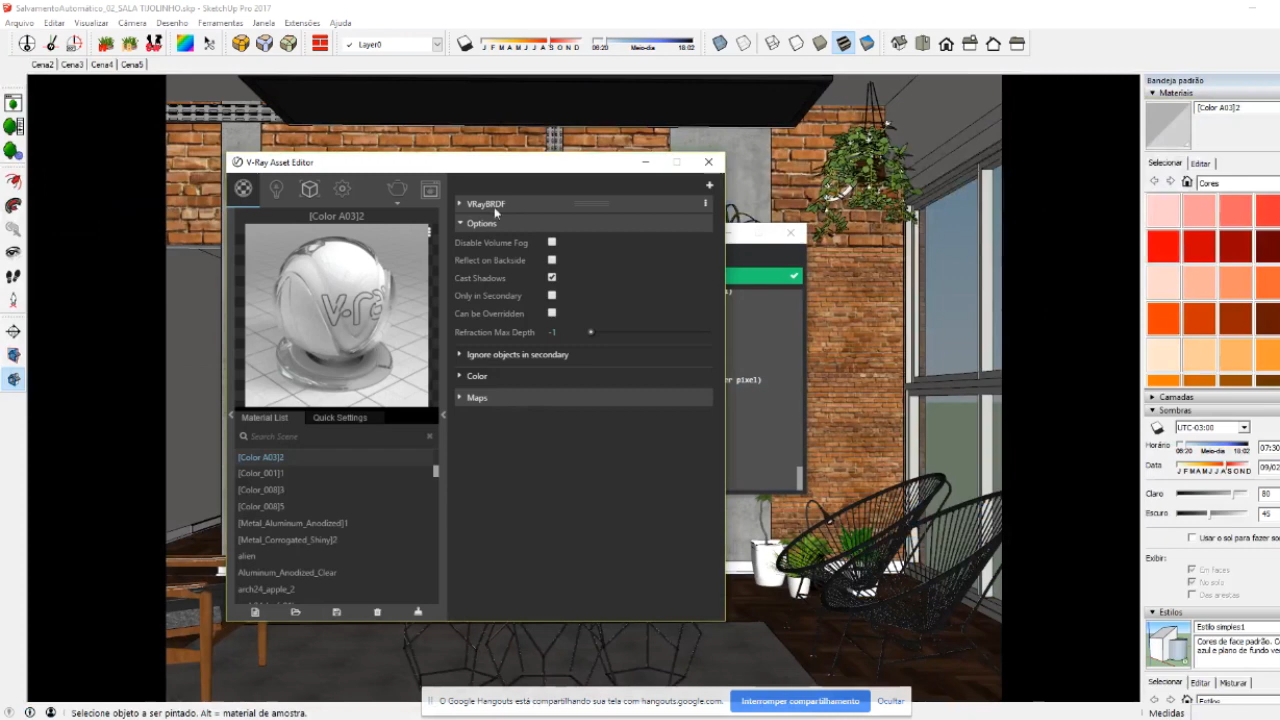 SalvamentoAutomático_02_SALA TIJOLINHO.skp - SketchUp Pro 2017
Arquivo Editar Visualizar Câmera Desenho Ferramentas Janela Extensões Ajuda
Layer0
J F M A M J J A S O N D
06:20 Meio-dia 18:02
Cena2 Cena3 Cena4 Cena5
Bandeja padrão
Materiais
[Color A03]2
Selecionar Editar
Cores
V-Ray Asset Editor
[Color A03]2
VRayBRDF
Options
Disable Volume Fog
Reflect on Backside
Cast Shadows
Only in Secondary
Can be Overridden
Refraction Max Depth -1
Ignore objects in secondary
Color
Maps
er pixel)
Material List Quick Settings
Search Scene
[Color A03]2
[Color_001]1
[Color_008]3
[Color_008]5
[Metal_Aluminum_Anodized]1
[Metal_Corrogated_Shiny]2
alien
Aluminum_Anodized_Clear
arch24_apple_2
Camadas
Sombras
UTC-03:00
Horário 06:20 Meio-dia 18:02 07:30
Data J F M A M J J A S O N D 09/02
Claro 80
Escuro 45
Usar o sol para fazer so
Exibir:
Em faces
No solo
Das arestas
Estilos
Estilo simples1
Cores de face padrão. C
azul e plano de fundo ve
Selecionar Editar Misturar
Estilos
Medidas
O Google Hangouts está compartilhando sua tela com hangouts.google.com. Interromper compartilhamento Ocultar
Selecione objeto a ser pintado. Alt = material de amostra.